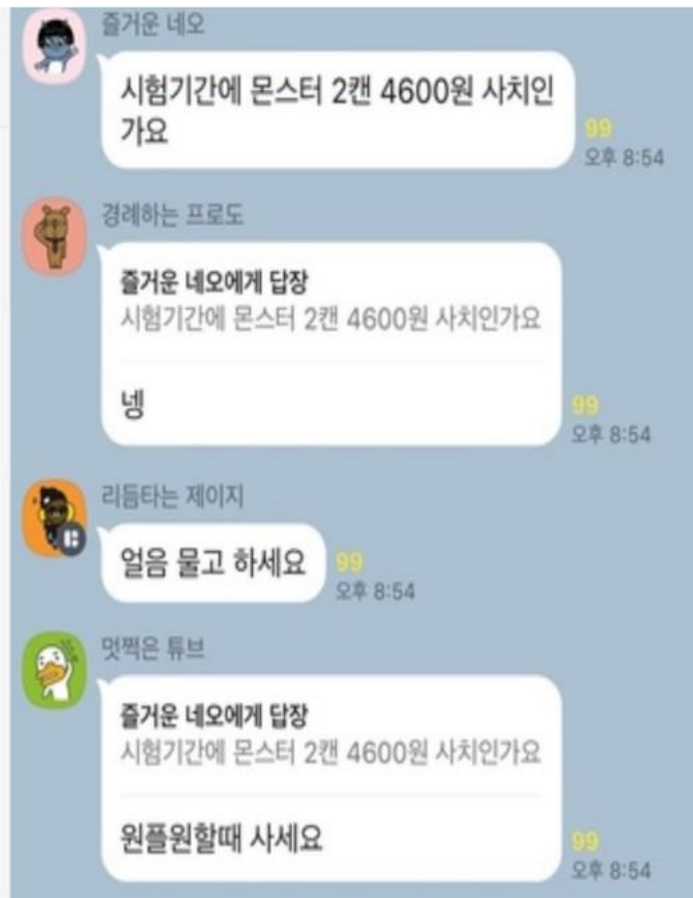 즐거운 네오
시험기간에 몬스터 2캔 4600원 사치인
가요
99
오후 8:54
경례하는 프로도
즐거운 네오에게 답장
시험기간에 몬스터 2캔 4600원 사치인가요
넹
99
오후 8:54
리듬타는 제이지
얼음 물고 하세요
99
오후 8:54
멋쩍은 튜브
즐거운 네오에게 답장
시험기간에 몬스터 2캔 4600원 사치인가요
원플원할때 사세요
99
오후 8:54